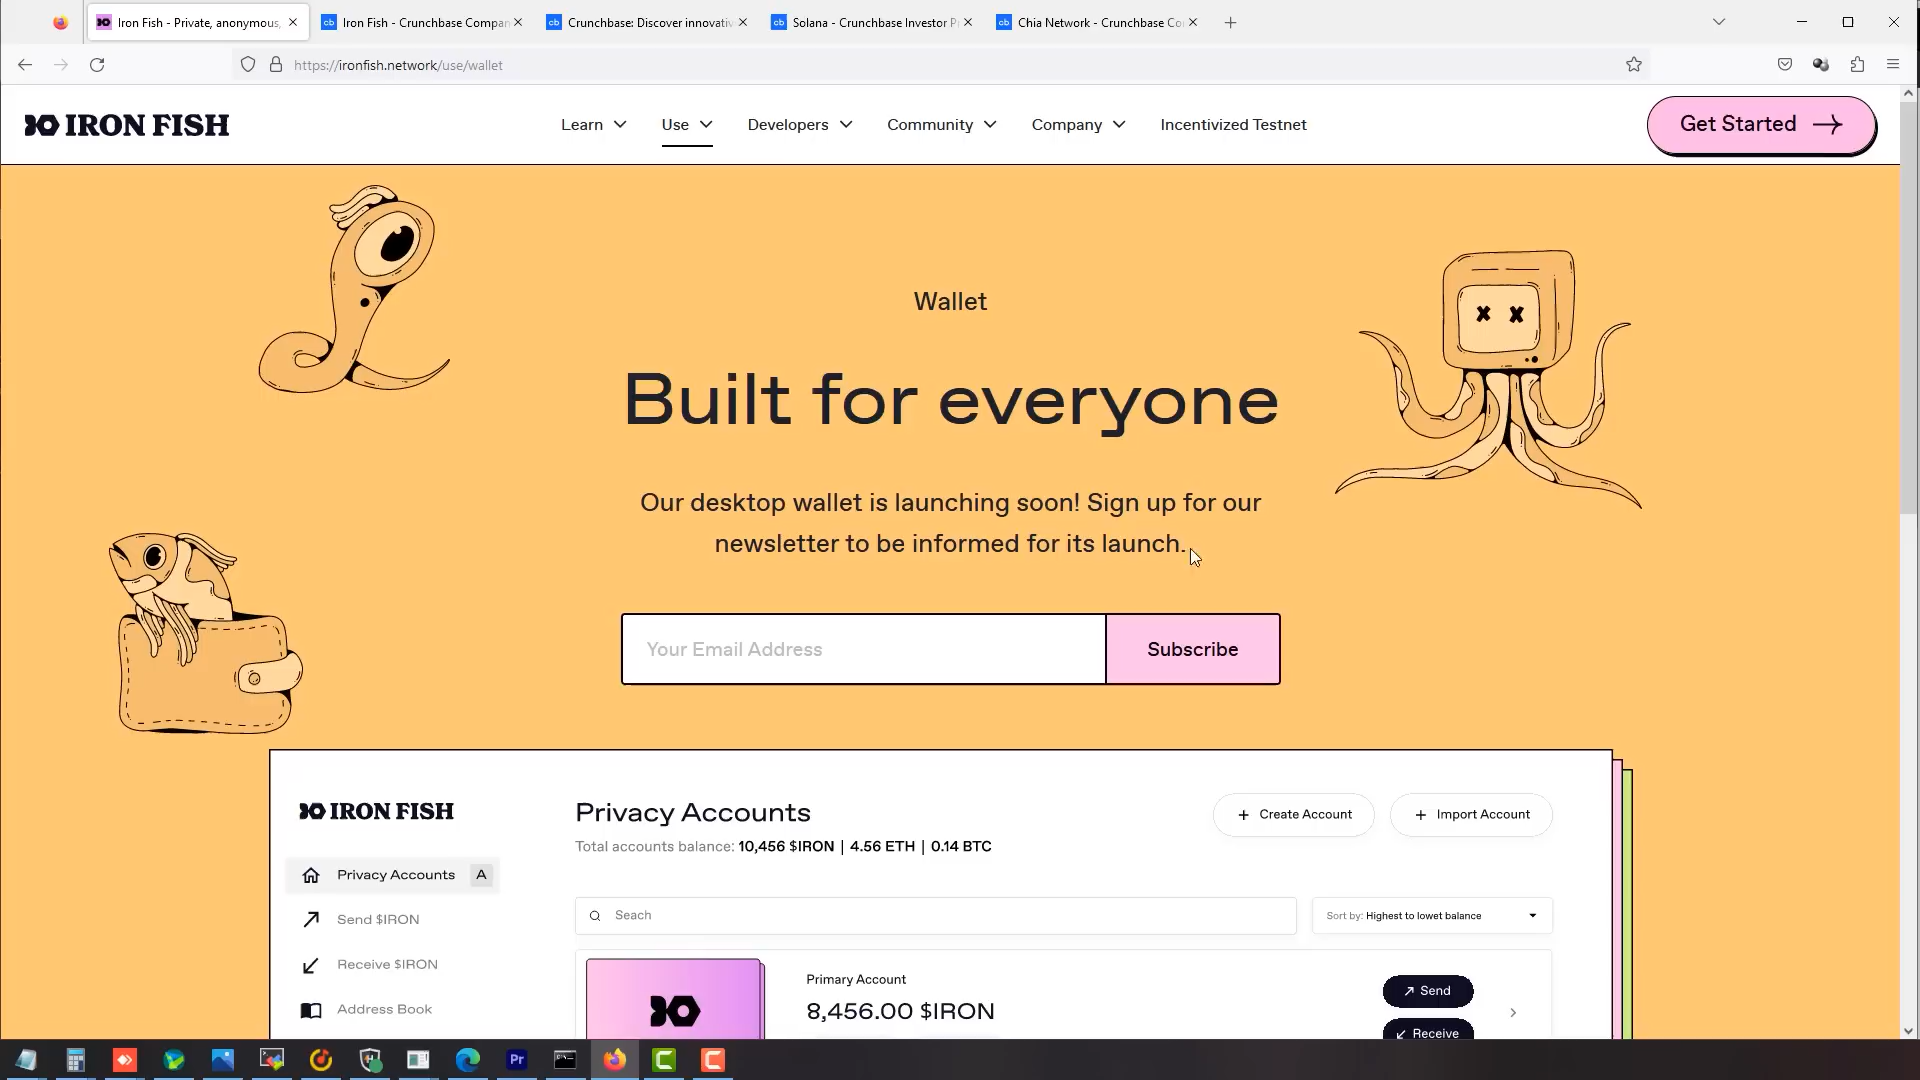 Iron Fish - Private, anonymous,
Iron Fish - Crunchbase Compan
Crunchbase: Discover innovativ
Solana - Crunchbase Investor P
Chia Network - Crunchbase Co
https://ironfish.network/use/wallet
IRON FISH
Learn
Use
Developers
Community
Company
Incentivized Testnet
Get Started
Wallet
Built for everyone
Our desktop wallet is launching soon! Sign up for our
newsletter to be informed for its launch.
Your Email Address
Subscribe
IRON FISH
Privacy Accounts
Create Account
Import Account
Total accounts balance: 10,456 $IRON | 4.56 ETH | 0.14 BTC
Privacy Accounts A
Send $IRON
Receive $IRON
Address Book
Seach
Sort by: Highest to lowet balance
Primary Account
8,456.00 $IRON
Send
Receive